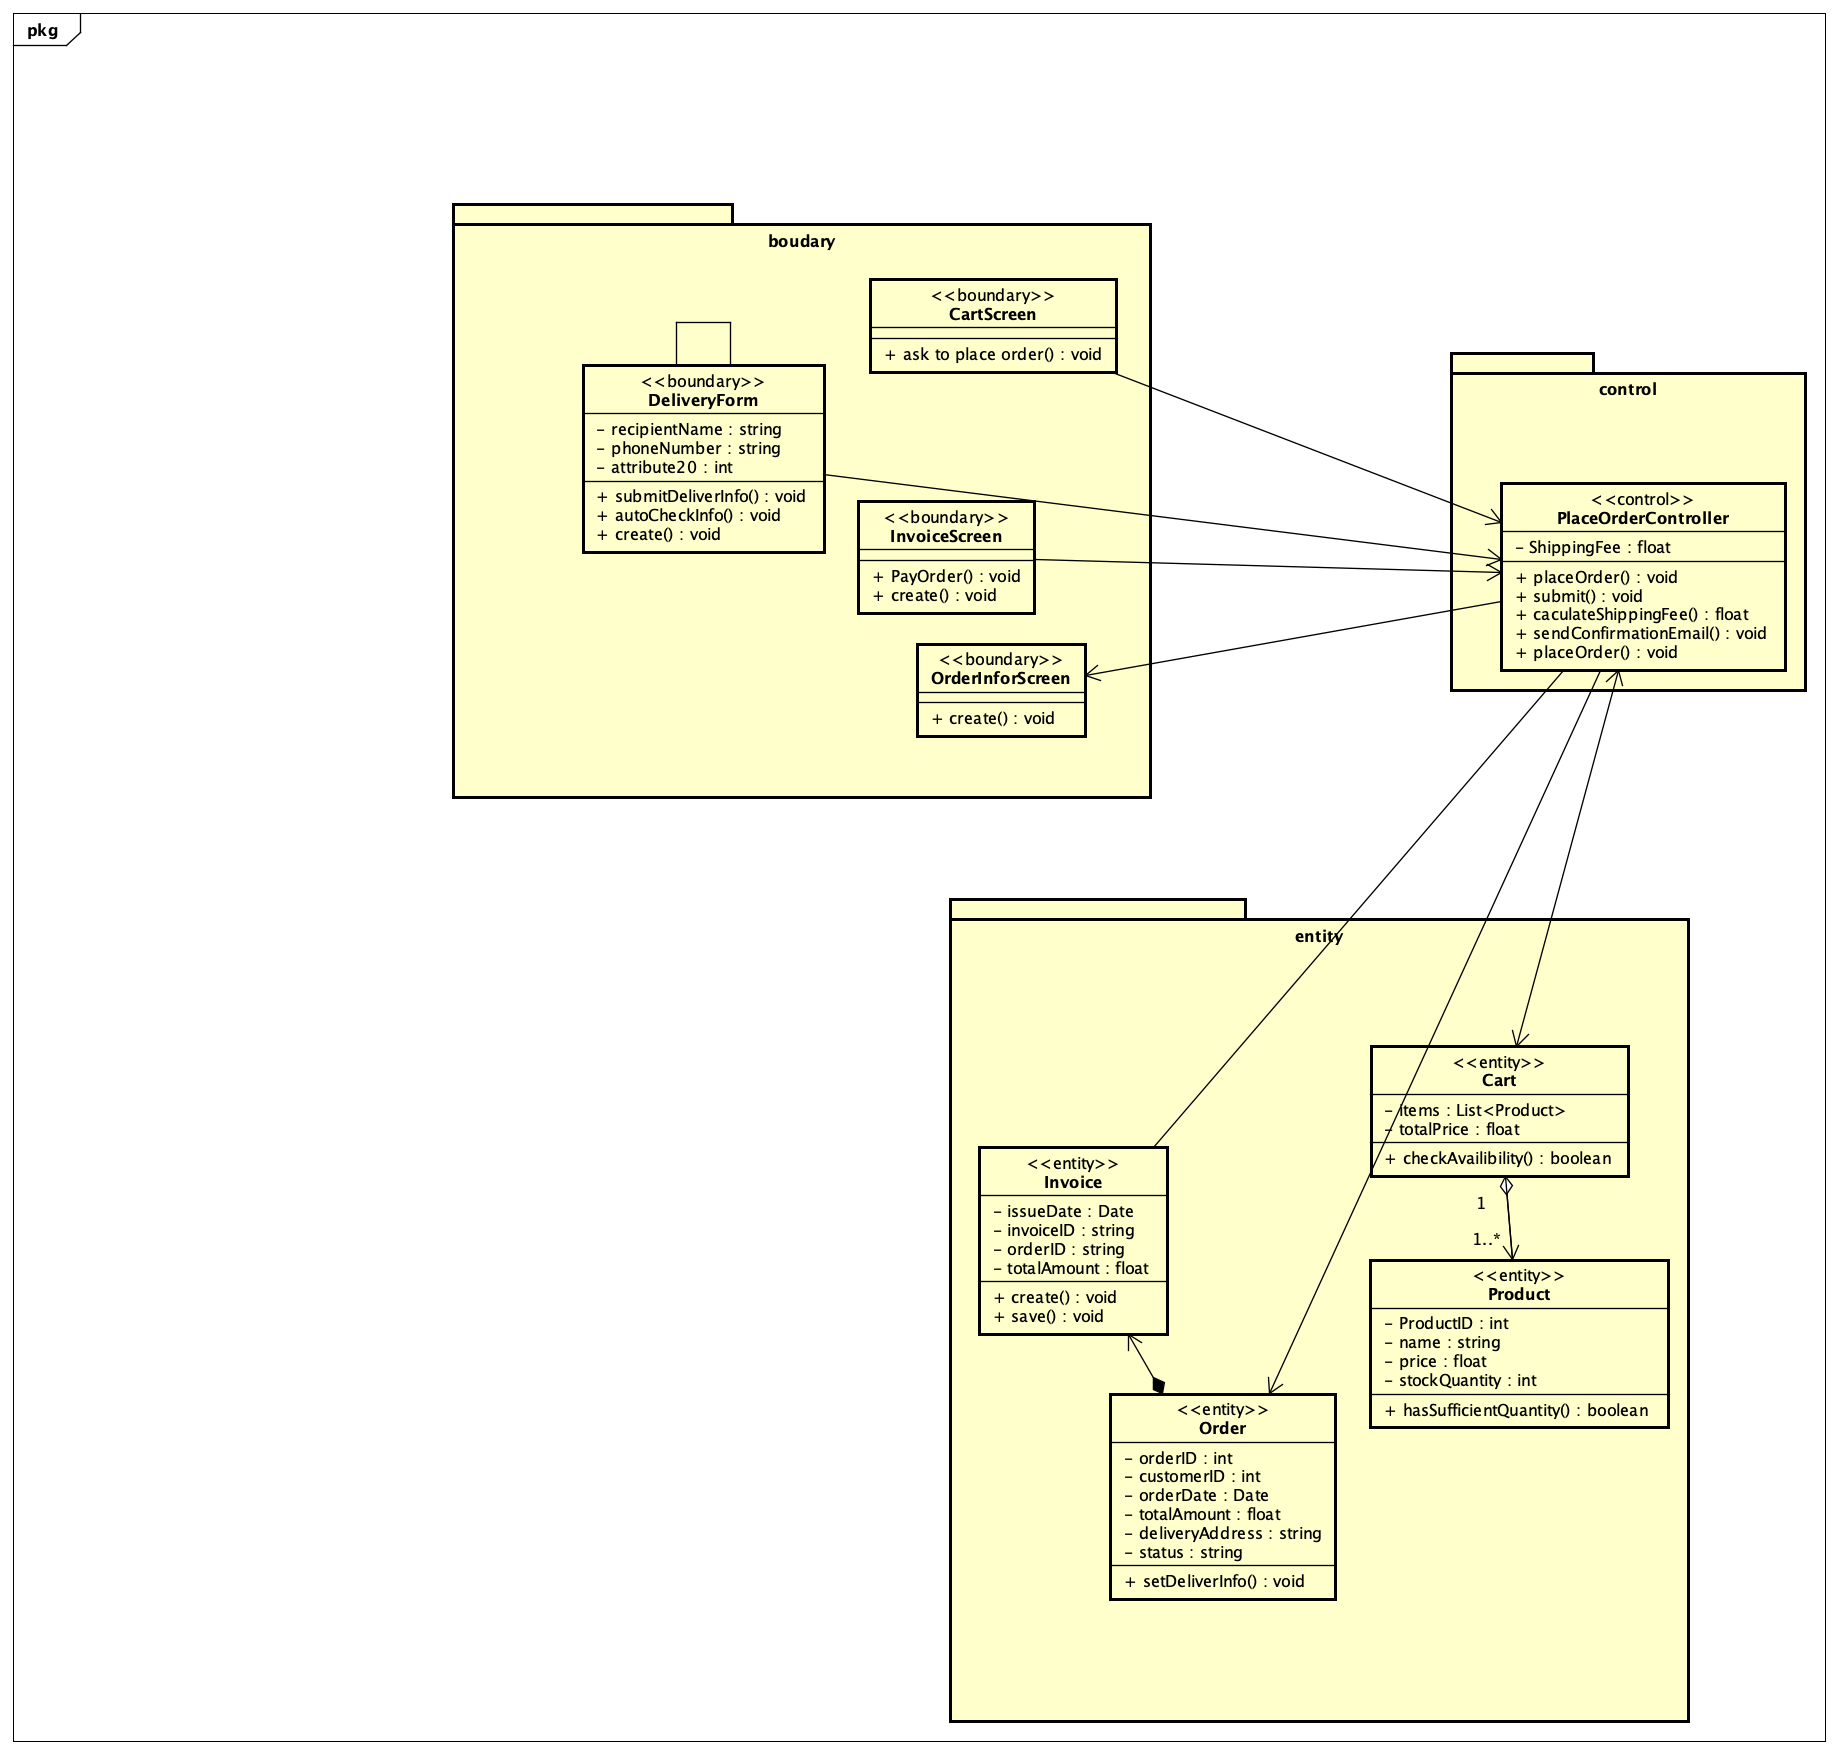 pkg
boudary
<<boundary>>
CartScreen
+ ask to place order() : void
<<boundary>>
DeliveryForm
- recipientName : string
- phoneNumber : string
- attribute20 : int
+ submitDeliverInfo() : void
+ autoCheckInfo() : void
+ create() : void
<<boundary>>
InvoiceScreen
+ PayOrder() : void
+ create() : void
<<boundary>>
OrderInforScreen
+ create() : void
control
<<control>>
PlaceOrderController
- ShippingFee : float
+ placeOrder() : void
+ submit() : void
+ caculateShippingFee() : float
+ sendConfirmationEmail() : void
+ placeOrder() : void
entity
<<entity>>
Cart
- items : List<Product>
- totalPrice : float
+ checkAvailibility() : boolean
1
1..*
<<entity>>
Invoice
- issueDate : Date
- invoiceID : string
- orderID : string
- totalAmount : float
+ create() : void
+ save() : void
<<entity>>
Product
- ProductID : int
- name : string
- price : float
- stockQuantity : int
+ hasSufficientQuantity() : boolean
<<entity>>
Order
- orderID : int
- customerID : int
- orderDate : Date
- totalAmount : float
- deliveryAddress : string
- status : string
+ setDeliverInfo() : void